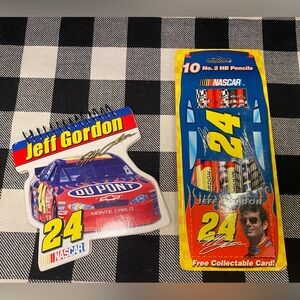 Jeff Gordon
DU PONT
MONTE CARLO
24
NASCAR
10 No. 2 HB Pencils
NASCAR
24
JEFF GORDON
24
Free Collectable Card!